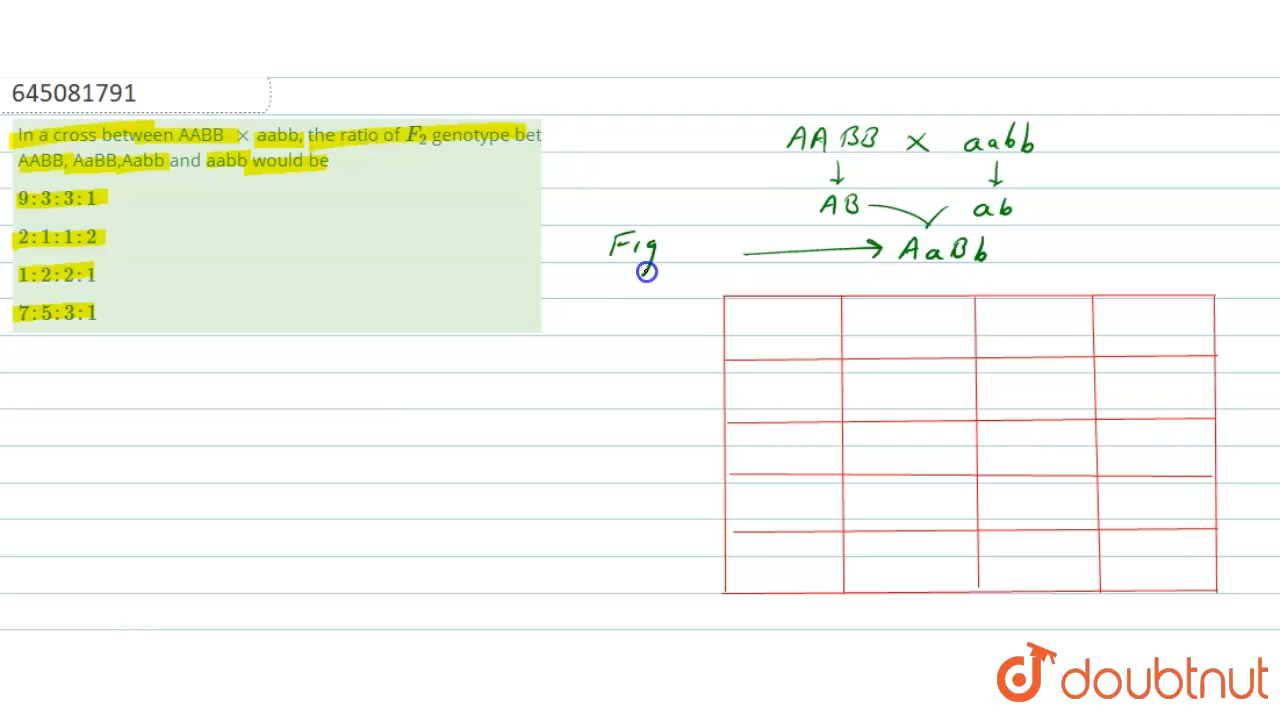 645081791
In a cross between AABB × aabb, the ratio of F₂ genotype bet
AABB, AaBB,Aabb and aabb would be
9 : 3 : 3 : 1
2 : 1 : 1 : 2
1 : 2 : 2 : 1
7 : 5 : 3 : 1
AA BB × aabb
↓ ↓
AB ab
Fig → AaBb
doubtnut